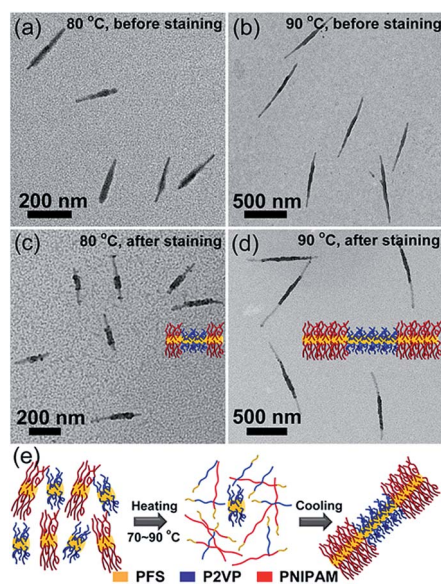 (a) 80 °C, before staining
200 nm
(b) 90 °C, before staining
500 nm
(c) 80 °C, after staining
200 nm
(d) 90 °C, after staining
500 nm
(e)
Heating
70~90 °C
Cooling
PFS P2VP PNIPAM